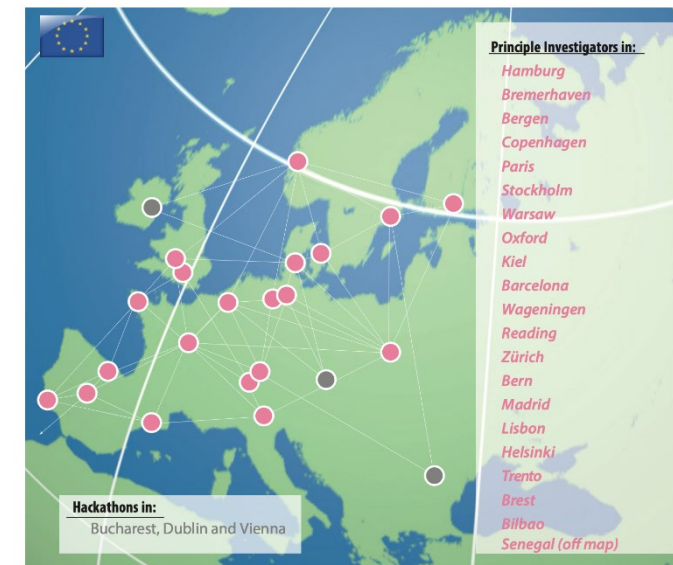 Principle Investigators in:
Hamburg
Bremerhaven
Bergen
Copenhagen
Paris
Stockholm
Warsaw
Oxford
Kiel
Barcelona
Wageningen
Reading
Zürich
Bern
Madrid
Lisbon
Helsinki
Trento
Brest
Bilbao
Senegal (off map)
Hackathons in:
Bucharest, Dublin and Vienna